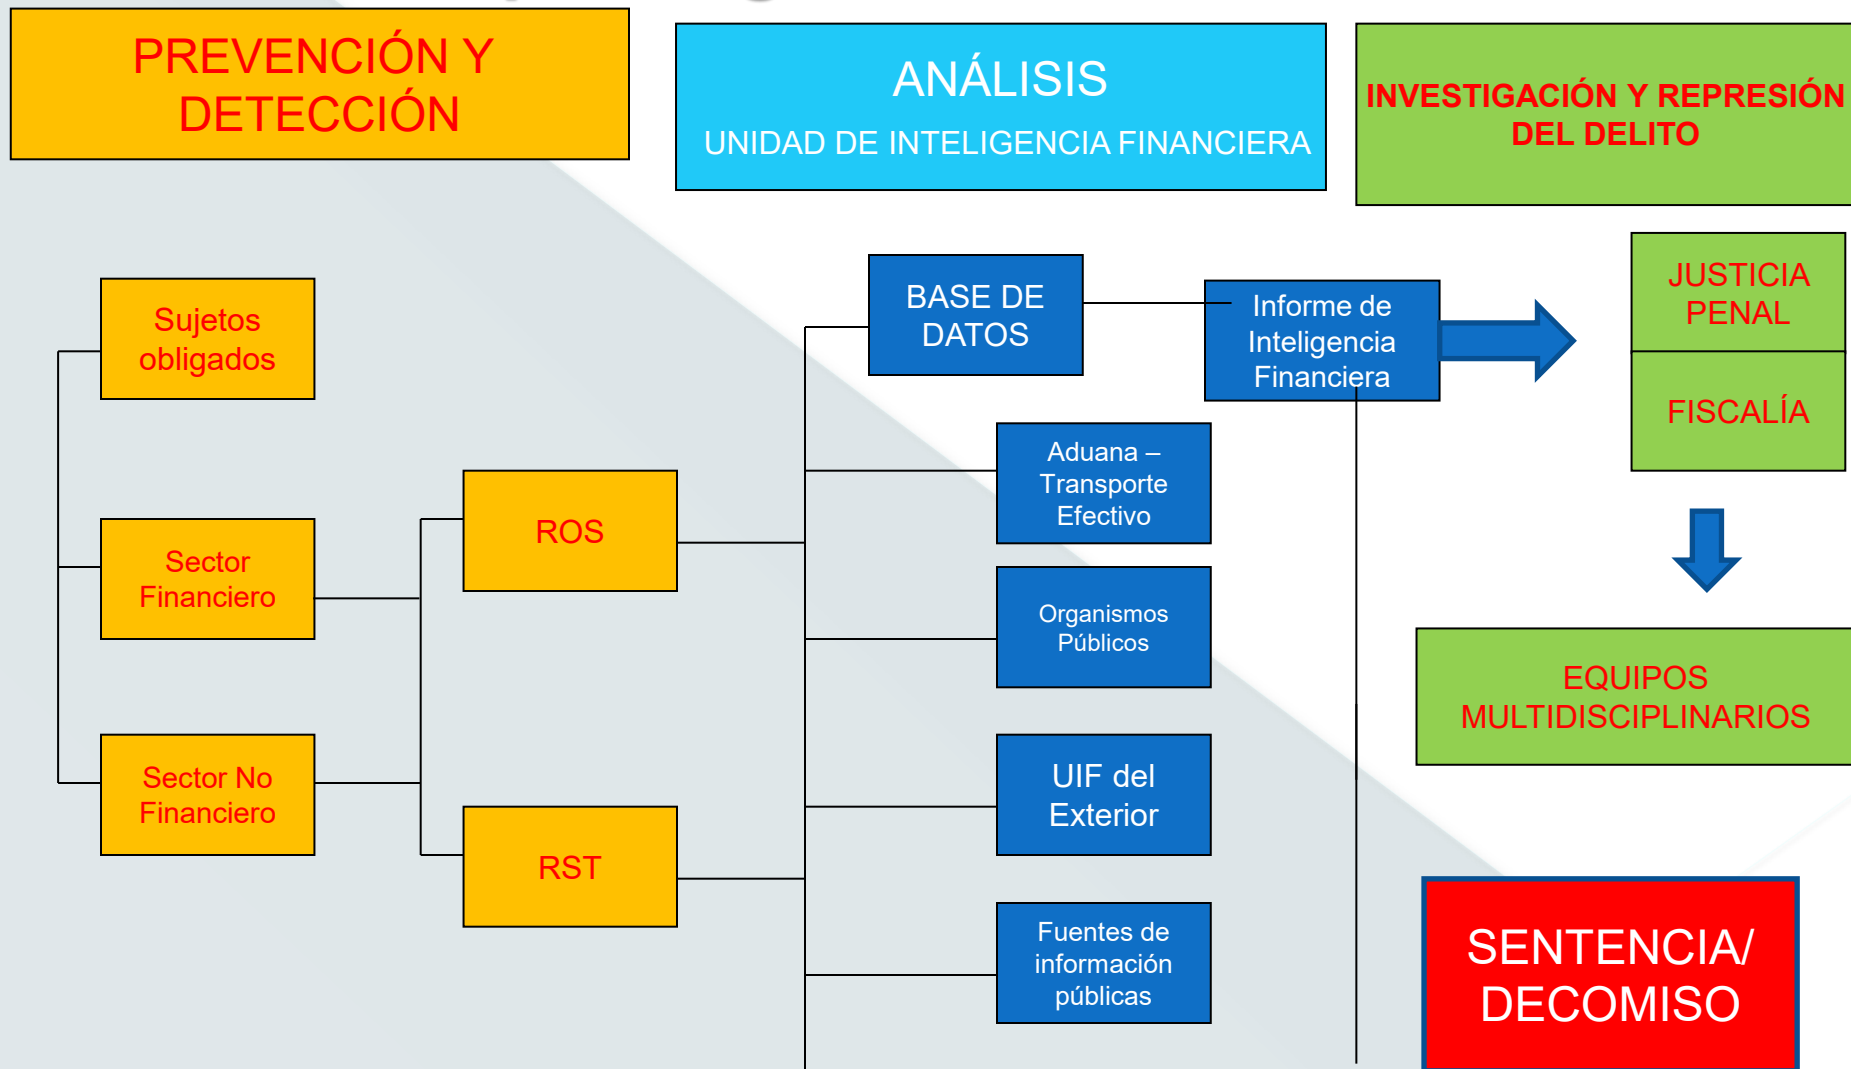 PREVENCIÓN Y
DETECCIÓN
ANÁLISIS
UNIDAD DE INTELIGENCIA FINANCIERA
INVESTIGACIÓN Y REPRESIÓN
DEL DELITO
Sujetos
obligados
Sector
Financiero
Sector No
Financiero
ROS
RST
BASE DE
DATOS
Informe de
Inteligencia
Financiera
Aduana –
Transporte
Efectivo
Organismos
Públicos
UIF del
Exterior
Fuentes de
información
públicas
JUSTICIA
PENAL
FISCALÍA
EQUIPOS
MULTIDISCIPLINARIOS
SENTENCIA/
DECOMISO